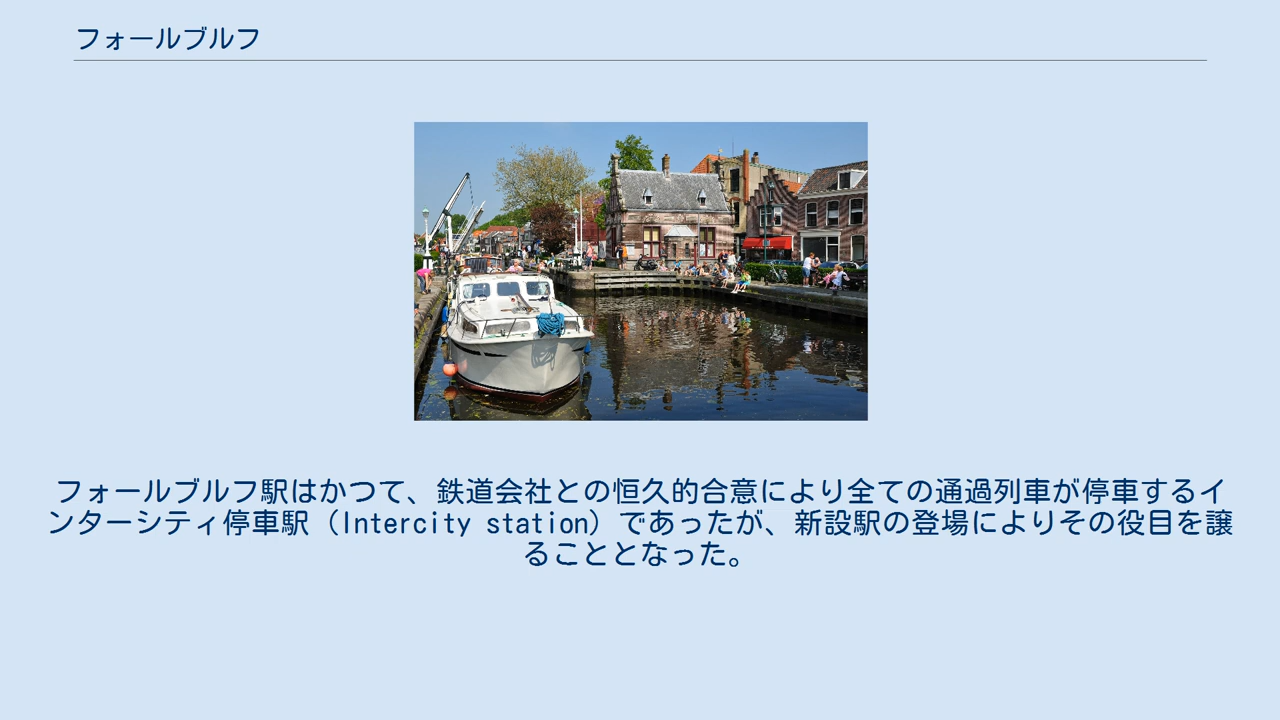 フォールブルフ
フォールブルフ駅はかつて、鉄道会社との恒久的合意により全ての通過列車が停車するイ
ンターシティ停車駅（Intercity station）であったが、新設駅の登場によりその役目を譲
ることとなった。